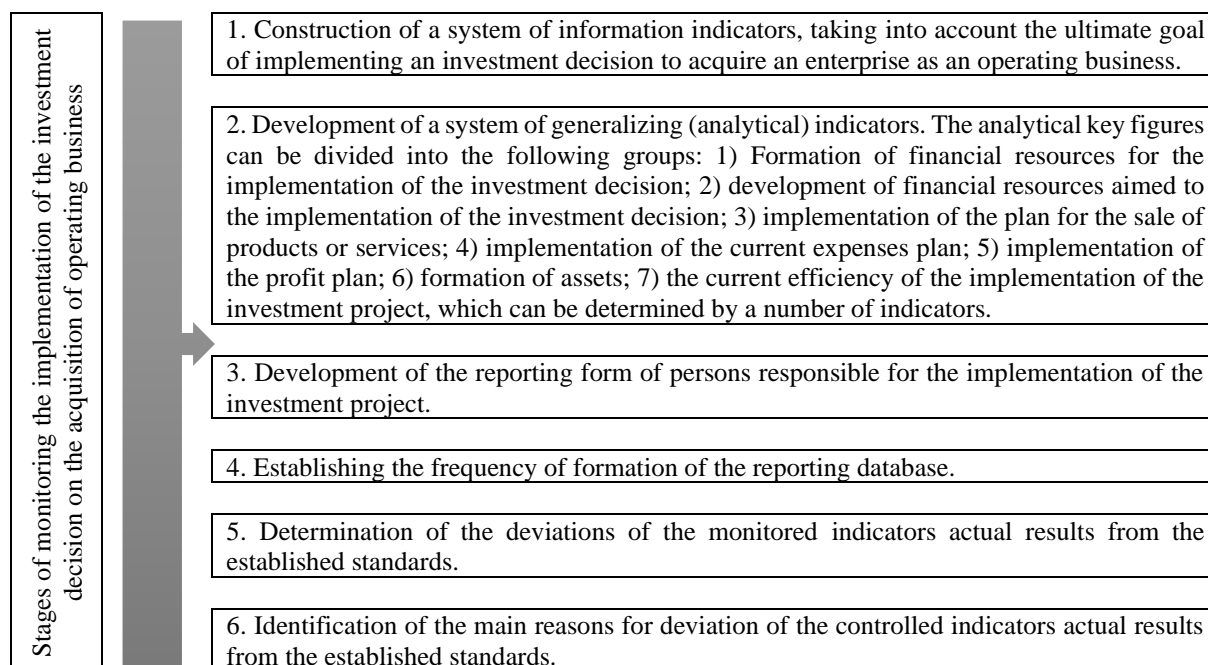 Stages of monitoring the implementation of the investment
decision on the acquisition of operating business
1. Construction of a system of information indicators, taking into account the ultimate goal
of implementing an investment decision to acquire an enterprise as an operating business.
2. Development of a system of generalizing (analytical) indicators. The analytical key figures
can be divided into the following groups: 1) Formation of financial resources for the
implementation of the investment decision; 2) development of financial resources aimed to
the implementation of the investment decision; 3) implementation of the plan for the sale of
products or services; 4) implementation of the current expenses plan; 5) implementation of
the profit plan; 6) formation of assets; 7) the current efficiency of the implementation of the
investment project, which can be determined by a number of indicators.
3. Development of the reporting form of persons responsible for the implementation of the
investment project.
4. Establishing the frequency of formation of the reporting database.
5. Determination of the deviations of the monitored indicators actual results from the
established standards.
6. Identification of the main reasons for deviation of the controlled indicators actual results
from the established standards.